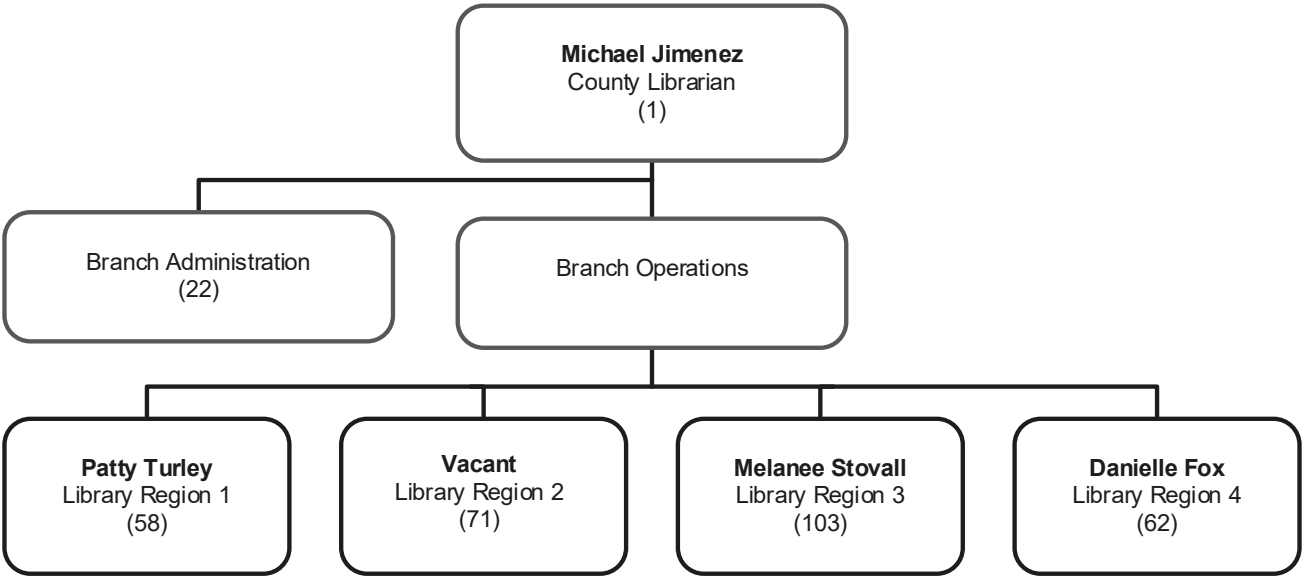 Michael Jimenez
County Librarian
(1)
Branch Administration
(22)
Branch Operations
Patty Turley
Library Region 1
(58)
Vacant
Library Region 2
(71)
Melanee Stovall
Library Region 3
(103)
Danielle Fox
Library Region 4
(62)